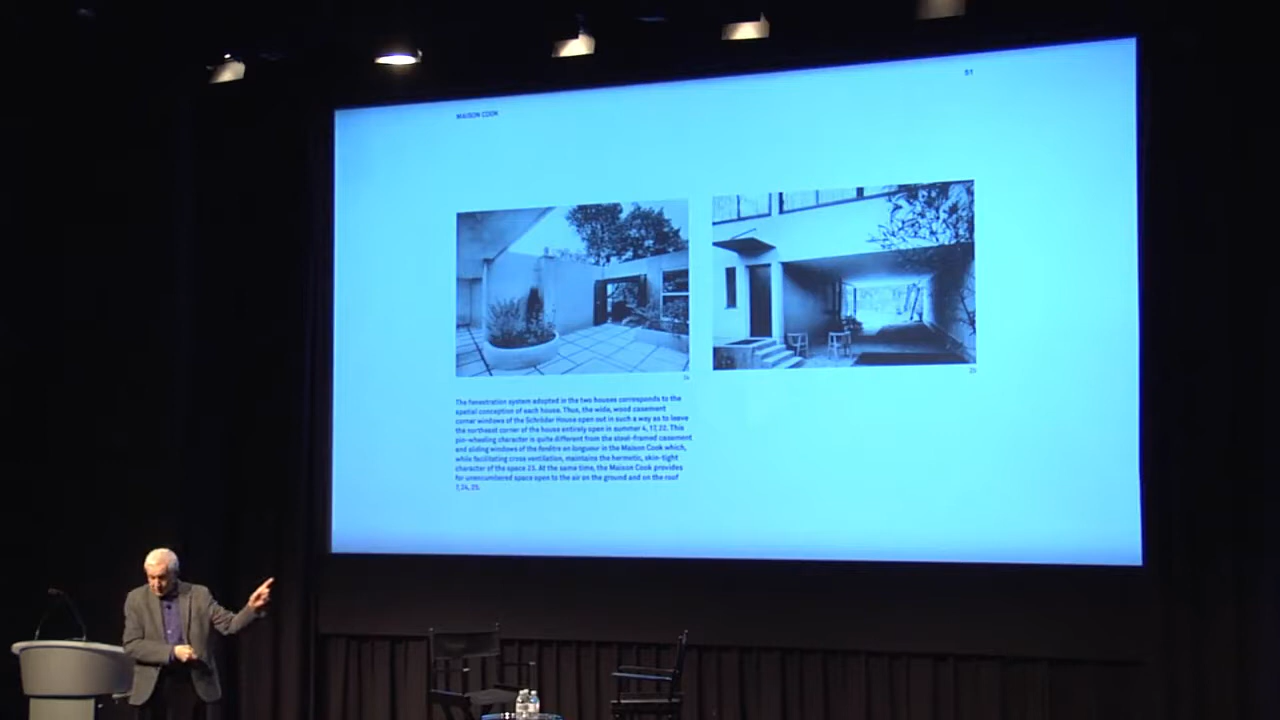 MAISON COOK
51
24
25
The fenestration system adopted in the two houses corresponds to the
spatial conception of each house. Thus, the wide, wood casement
corner windows of the Schröder House open out in such a way as to leave
the northeast corner of the house entirely open in summer 4, 17, 22. This
pin-wheeling character is quite different from the steel-framed casement
and sliding windows of the fenêtre en longueur in the Maison Cook which,
while facilitating cross ventilation, maintains the hermetic, skin-tight
character of the space 23. At the same time, the Maison Cook provides
for unencumbered space open to the air on the ground and on the roof
7, 24, 25.